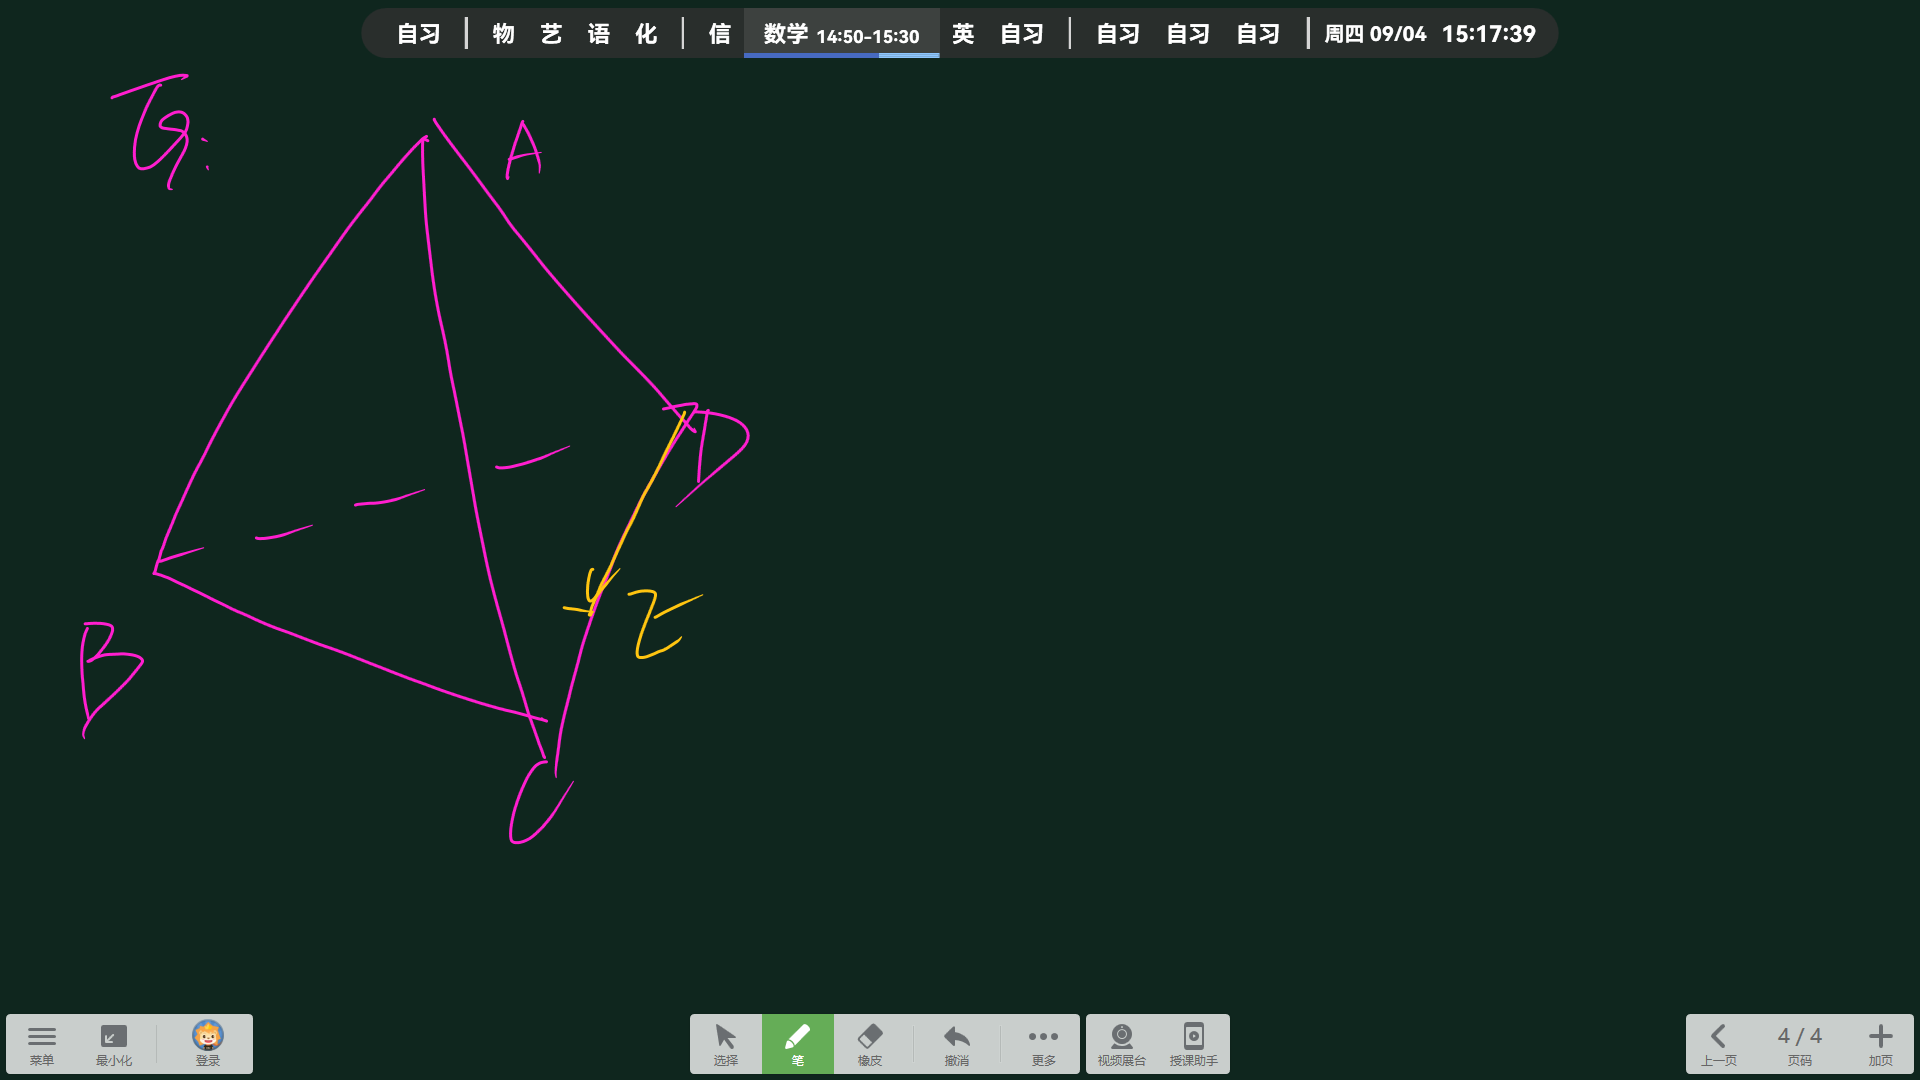 自习 | 物 艺 语 化 | 信 数学 14:50-15:30 英 自习 | 自习 自习 自习 | 周四 09/04 15:17:39
A
D
E
B
C
菜单 最小化 登录 选择 笔 橡皮 撤消 更多 视频展台 授课助手 上一页 4 / 4 页码 加页